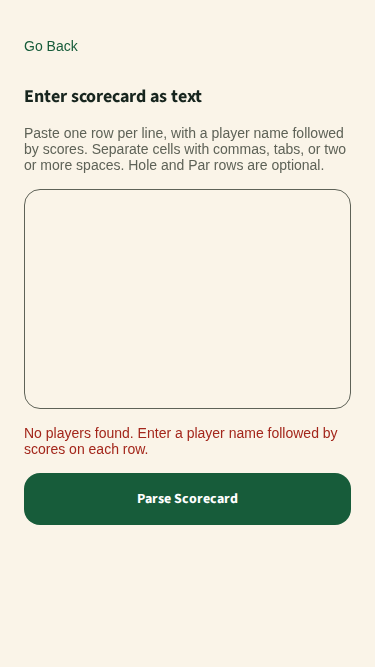 Go Back
Enter scorecard as text
Paste one row per line, with a player name followed
by scores. Separate cells with commas, tabs, or two
or more spaces. Hole and Par rows are optional.
No players found. Enter a player name followed by
scores on each row.
Parse Scorecard